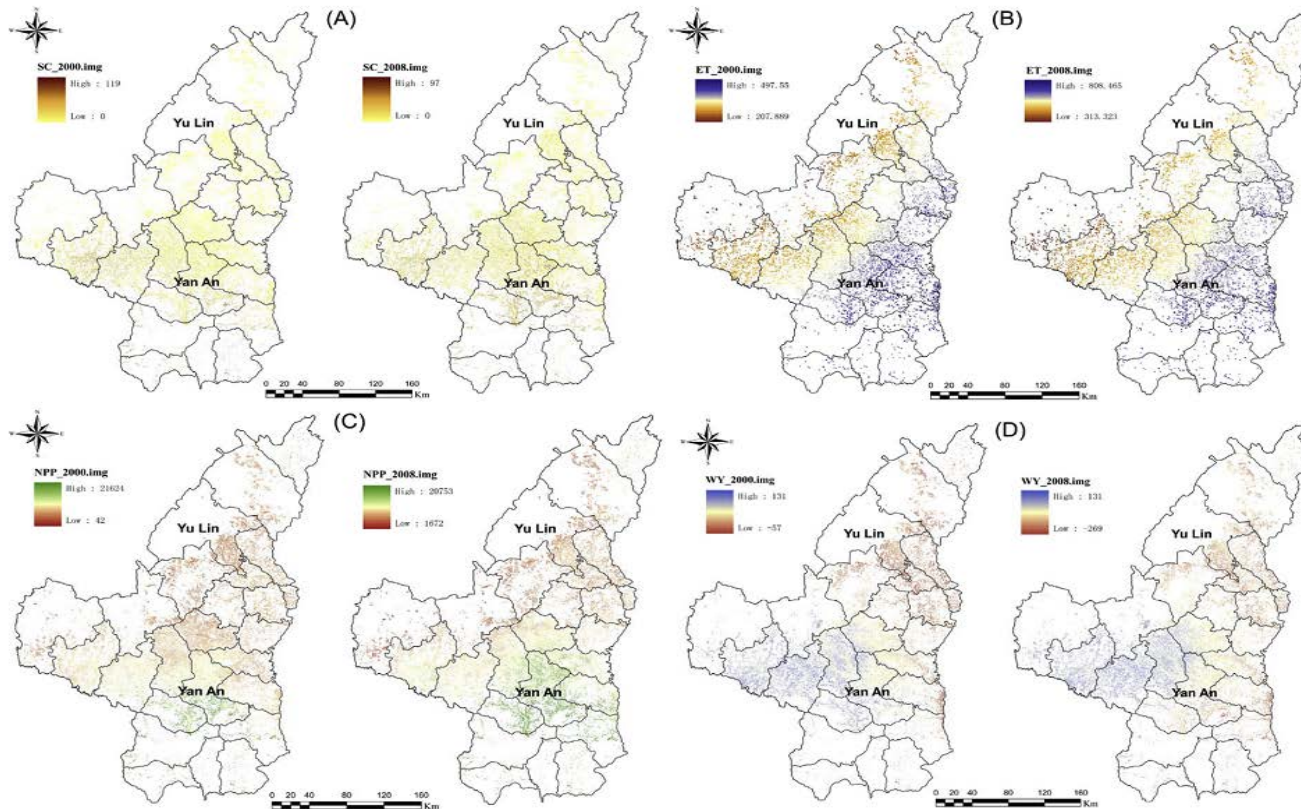 (A)
SC_2000.img
High : 119
Low : 0
Yu Lin
Yan An
SC_2008.img
High : 97
Low : 0
Yu Lin
Yan An
0 10 20 40 80 120 160
Km
(B)
ET_2000.img
High : 497.55
Low : 207.889
Yu Lin
Yan An
ET_2008.img
High : 808.465
Low : 313.323
Yu Lin
Yan An
0 10 20 40 80 120 160
Km
(C)
NPP_2000.img
High : 21624
Low : 42
Yu Lin
Yan An
NPP_2008.img
High : 20753
Low : 1672
Yu Lin
Yan An
0 10 20 40 80 120 160
Km
(D)
WY_2000.img
High : 131
Low : -57
Yu Lin
Yan An
WY_2008.img
High : 131
Low : -269
Yu Lin
Yan An
0 10 20 40 80 120 160
Km